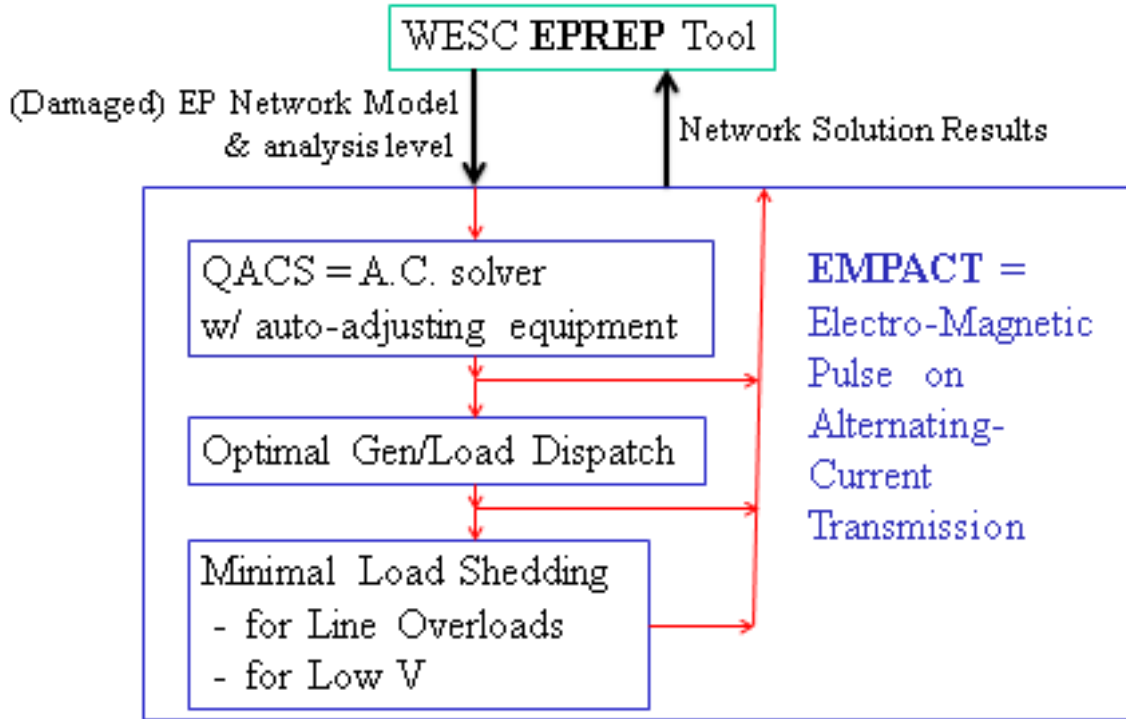 WESC EPREP Tool
(Damaged) EP Network Model
& analysis level
Network Solution Results
QACS = A.C. solver
w/ auto-adjusting equipment
Optimal Gen/Load Dispatch
Minimal Load Shedding
- for Line Overloads
- for Low V
EMPACT =
Electro-Magnetic
Pulse on
Alternating-
Current
Transmission